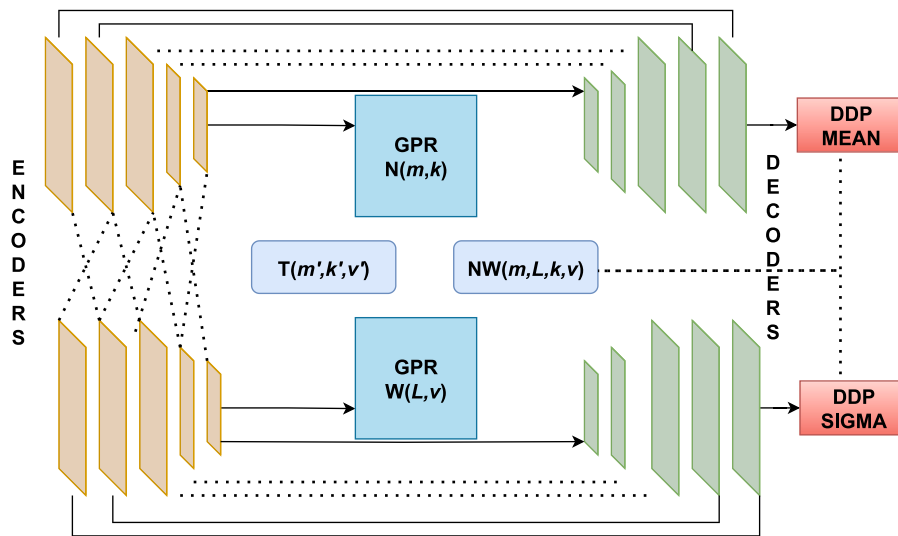 ENCODERS
GPR
N(m,k)
DDP
MEAN
T(m',k',v')
NW(m,L,k,v)
DECODERS
GPR
W(L,v)
DDP
SIGMA